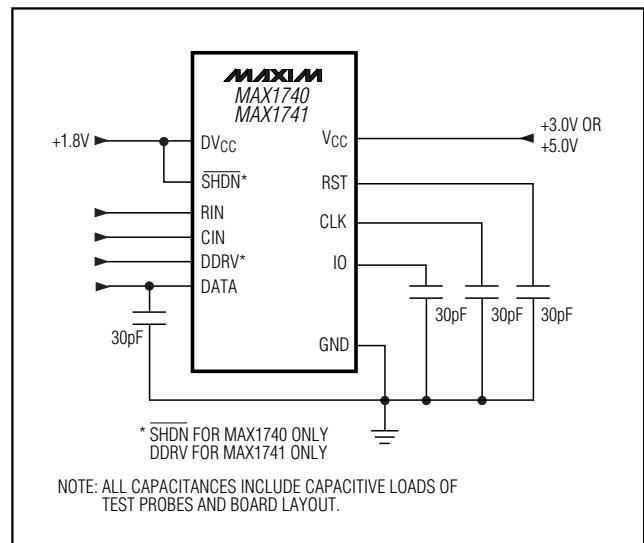 MAXIM
MAX1740
MAX1741
+1.8V
DVCC
SHDN*
RIN
CIN
DDRV*
DATA
30pF
VCC
+3.0V OR
+5.0V
RST
CLK
IO
30pF
30pF
30pF
GND
* SHDN FOR MAX1740 ONLY
DDRV FOR MAX1741 ONLY
NOTE: ALL CAPACITANCES INCLUDE CAPACITIVE LOADS OF
TEST PROBES AND BOARD LAYOUT.